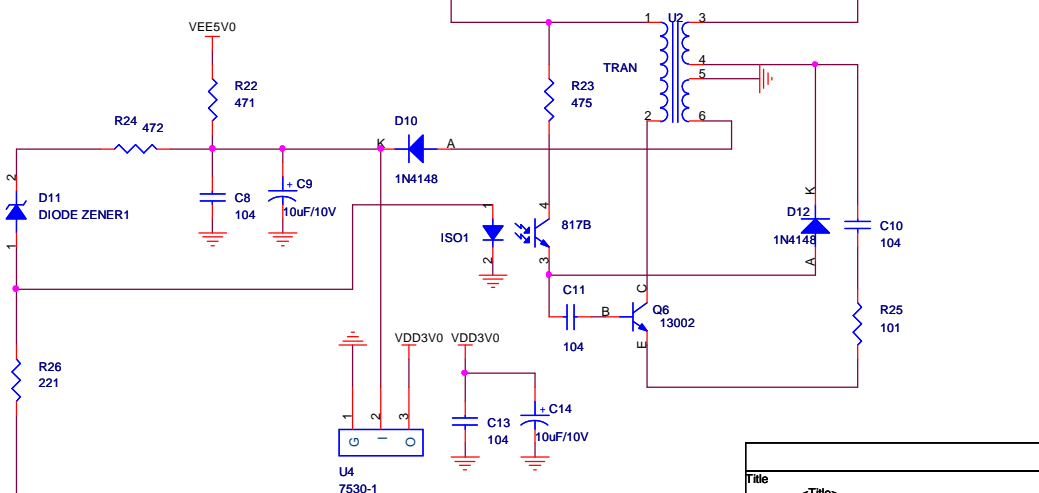 U2
1
3
TRAN
4
5
2
6
VEE5V0
R22
471
R23
475
R24
472
D10
K
A
1N4148
2
D11
DIODE ZENER1
1
C8
104
+
C9
10uF/10V
ISO1
1
2
4
817B
3
K
D12
1N4148
A
C10
104
C11
104
B
C
Q6
13002
E
R25
101
R26
221
VDD3V0
VDD3V0
1
2
3
G
I
O
U4
7530-1
C13
104
+
C14
10uF/10V
Title
<Title>